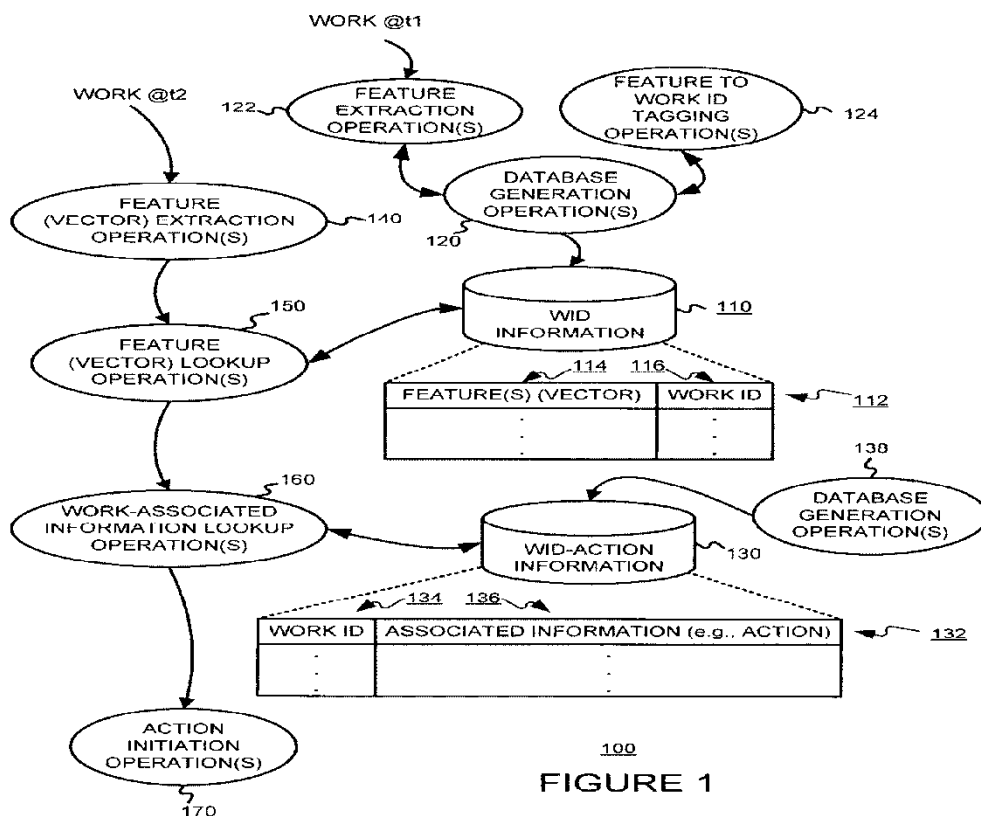 WORK @t1
WORK @t2
122
FEATURE
EXTRACTION
OPERATION(S)
FEATURE TO
WORK ID
TAGGING
OPERATION(S)
124
FEATURE
(VECTOR) EXTRACTION
OPERATION(S)
140
DATABASE
GENERATION
OPERATION(S)
120
150
FEATURE
(VECTOR) LOOKUP
OPERATION(S)
WID
INFORMATION
110
114
116
FEATURE(S) (VECTOR)
WORK ID
112
138
DATABASE
GENERATION
OPERATION(S)
160
WORK-ASSOCIATED
INFORMATION LOOKUP
OPERATION(S)
WID-ACTION
INFORMATION
130
134
136
WORK ID
ASSOCIATED INFORMATION (e.g., ACTION)
132
ACTION
INITIATION
OPERATION(S)
170
100
FIGURE 1